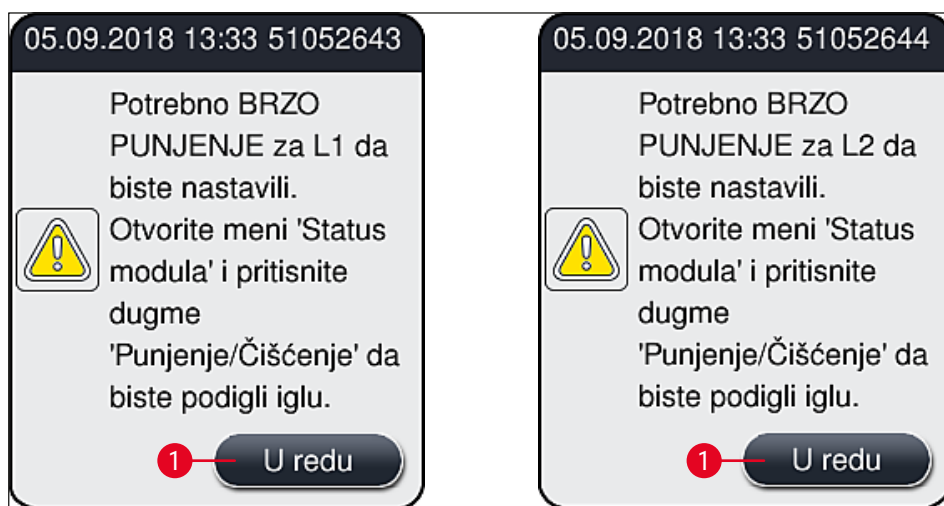 05.09.2018 13:33 51052643
Potrebno BRZO
PUNJENJE za L1 da
biste nastavili.
Otvorite meni 'Status
modula' i pritisnite
dugme
'Punjenje/Čišćenje' da
biste podigli iglu.
1 U redu
05.09.2018 13:33 51052644
Potrebno BRZO
PUNJENJE za L2 da
biste nastavili.
Otvorite meni 'Status
modula' i pritisnite
dugme
'Punjenje/Čišćenje' da
biste podigli iglu.
1 U redu